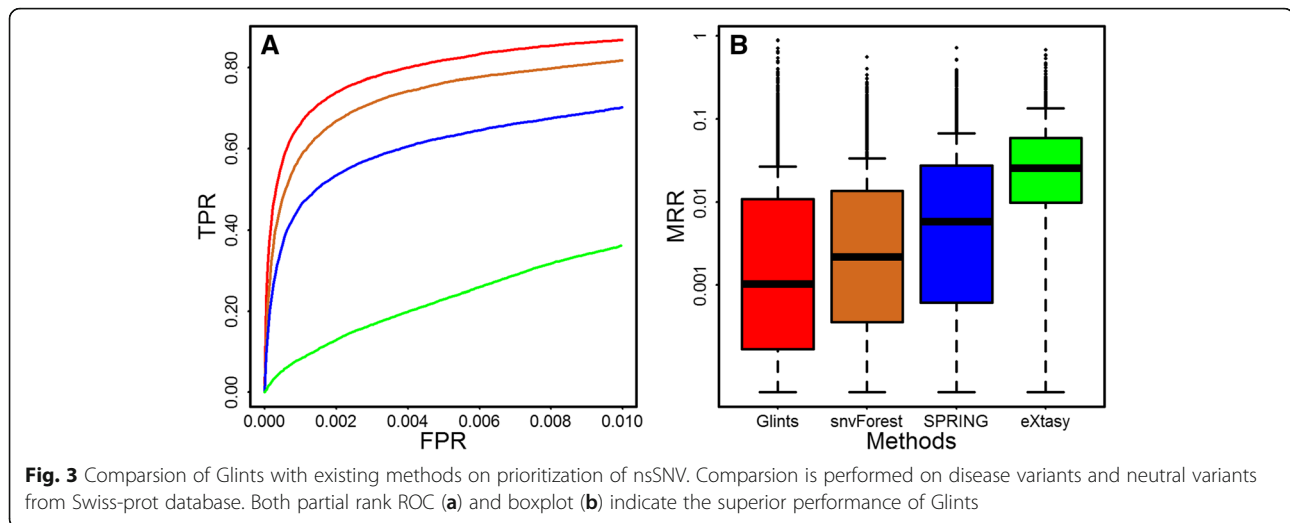 A
TPR
0.80
0.60
0.40
0.20
0.00
0.000 0.002 0.004 0.006 0.008 0.010
FPR
B
MRR
1
0.1
0.01
0.001
Glints snvForest SPRING eXtasy
Methods
Fig. 3 Comparsion of Glints with existing methods on prioritization of nsSNV. Comparsion is performed on disease variants and neutral variants
from Swiss-prot database. Both partial rank ROC (a) and boxplot (b) indicate the superior performance of Glints